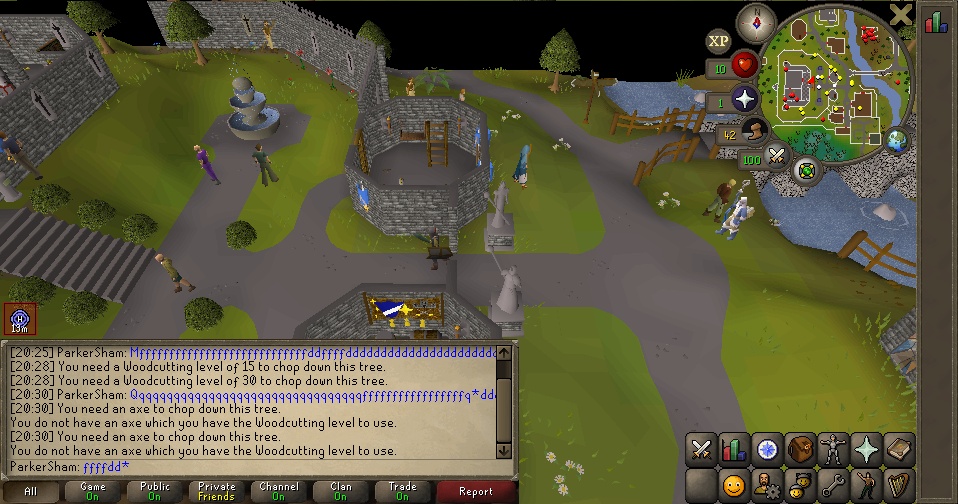 N
XP
10
1
42
100
13m
[20:25] ParkerSham: Mfffffffffffffffffffffffffffffddffffddddddddddddddddddddddd
[20:28] You need a Woodcutting level of 15 to chop down this tree.
[20:28] You need a Woodcutting level of 30 to chop down this tree.
[20:30] ParkerSham: Qqqqqqqqqqqqqqqqqqqqqqqqqqqqqqqqffffffffffffffffffq*ddd
[20:30] You need an axe to chop down this tree.
You do not have an axe which you have the Woodcutting level to use.
[20:30] You need an axe to chop down this tree.
You do not have an axe which you have the Woodcutting level to use.
ParkerSham: ffffdd*
All
Game On
Public On
Private Friends
Channel On
Clan On
Trade On
Report